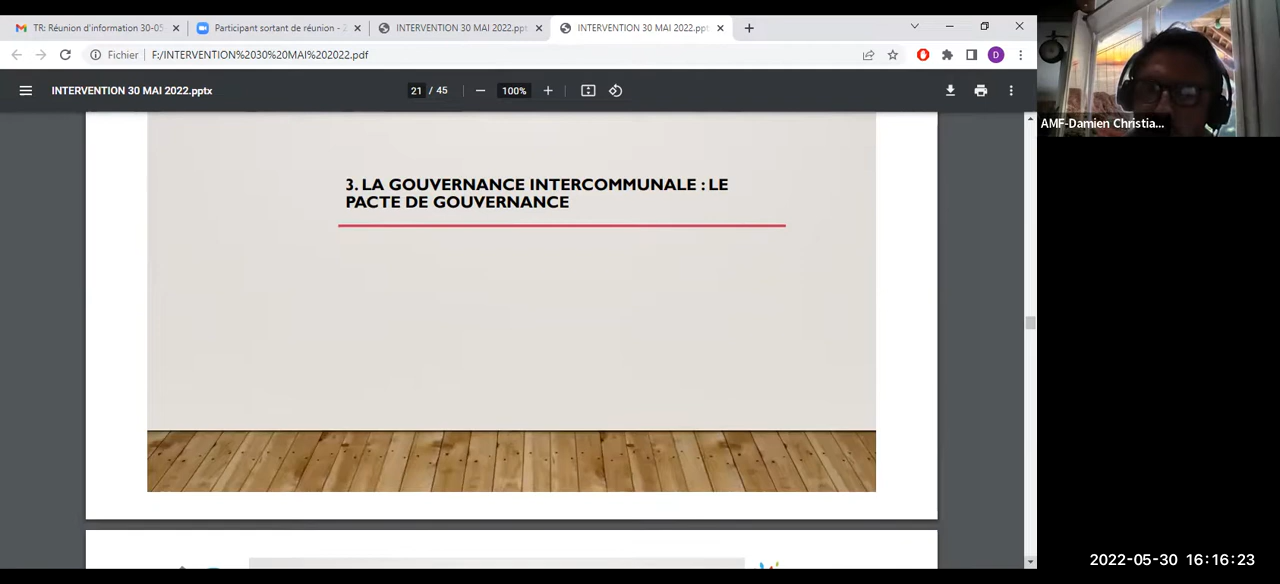 TR: Réunion d'information 30-05
Participant sortant de réunion - Z
INTERVENTION 30 MAI 2022.ppt
INTERVENTION 30 MAI 2022.ppt
Fichier
F:/INTERVENTION%2030%20MAI%202022.pdf
D
INTERVENTION 30 MAI 2022.pptx
21 / 45
100%
AMF-Damien Christia...
3. LA GOUVERNANCE INTERCOMMUNALE : LE
PACTE DE GOUVERNANCE
2022-05-30 16:16:23